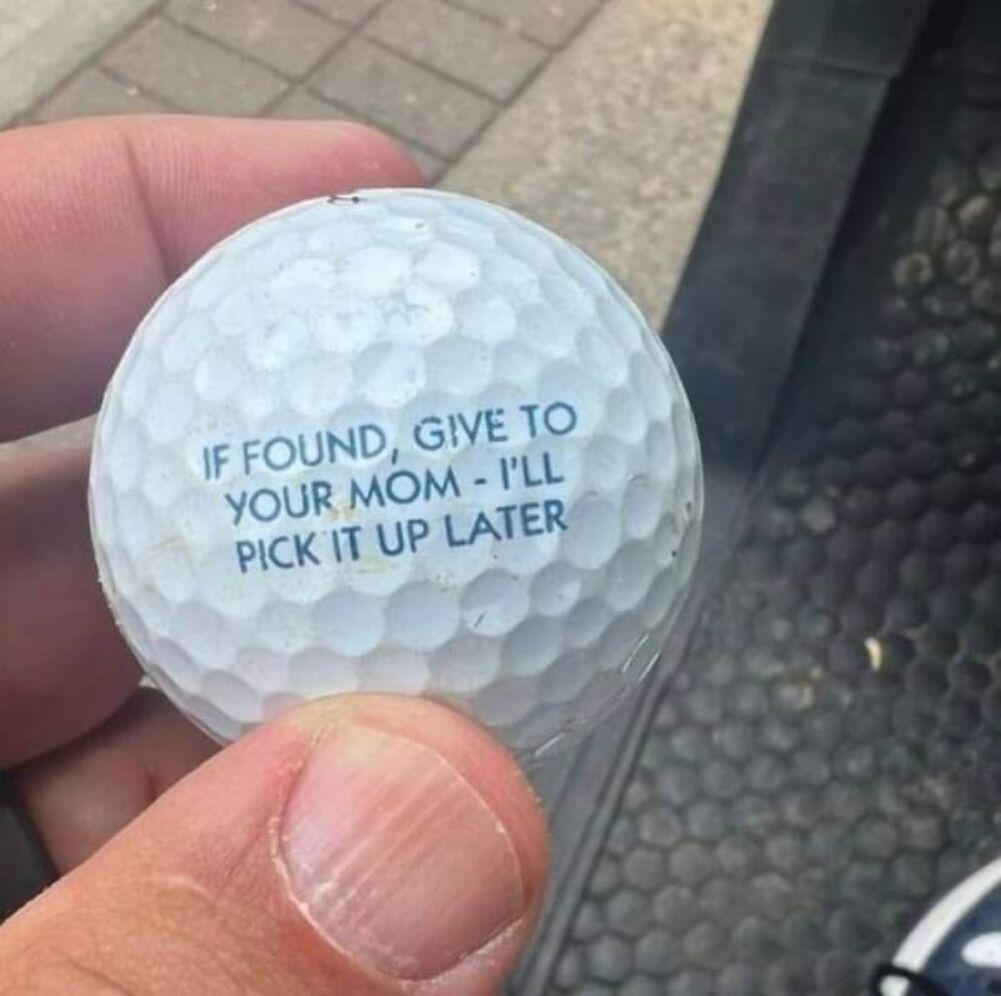 IF FOUND, GIVE TO
YOUR MOM - I'LL
PICK IT UP LATER